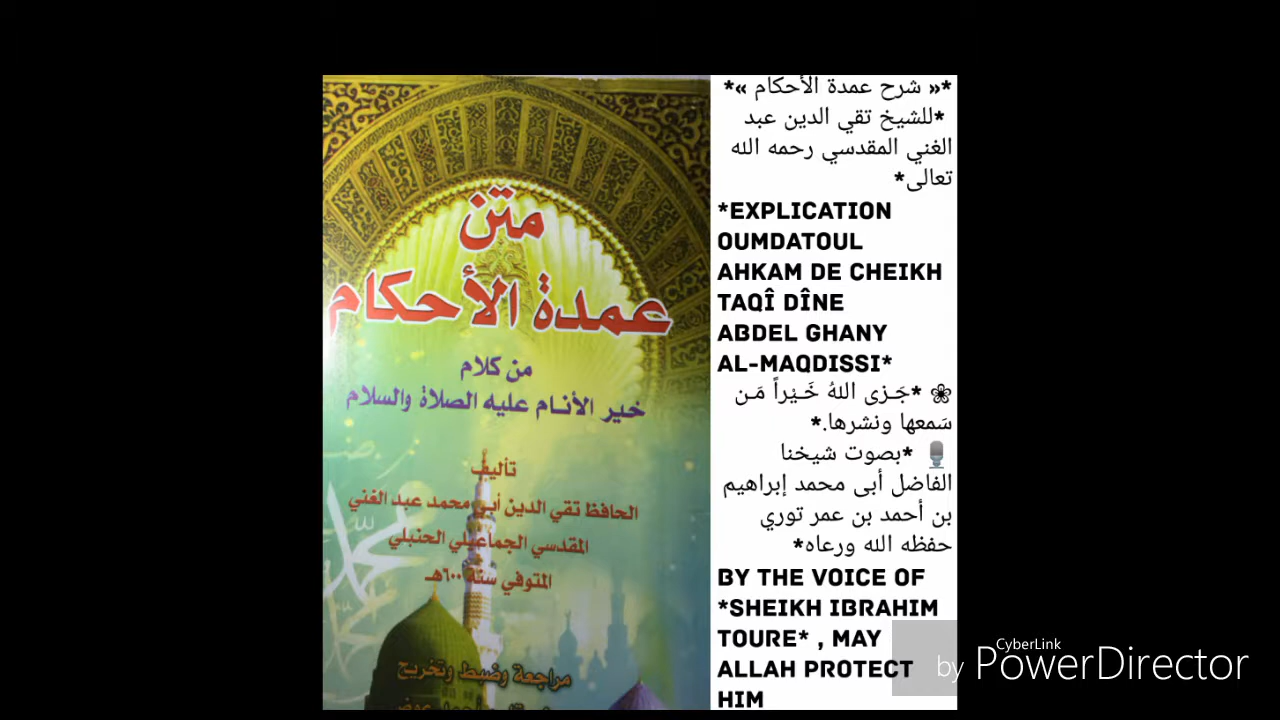 متن
عمدة الأحكام
من كلام
خير الأنام عليه الصلاة والسلام
تأليف
الحافظ تقي الدين أبي محمد عبد الغني
المقدسي الجماعيلي الحنبلي
المتوفي سنة ٦٠٠هـ
مراجعة وضبط وتخريج
*« شرح عمدة الأحكام »*
*للشيخ تقي الدين عبد
الغني المقدسي رحمه الله
تعالى*
*EXPLICATION
OUMDATOUL
AHKAM DE CHEIKH
TAQÎ DÎNE
ABDEL GHANY
AL-MAQDISSI*
❀ *جَـزى اللهُ خَـيْراً مَـن
سَمعها ونشرها.*
🎙 *بصوت شيخنا
الفاضل أبى محمد إبراهيم
بن أحمد بن عمر توري
حفظه الله ورعاه*
BY THE VOICE OF
*SHEIKH IBRAHIM
TOURE* , MAY
ALLAH PROTECT
HIM
CyberLink
by PowerDirector